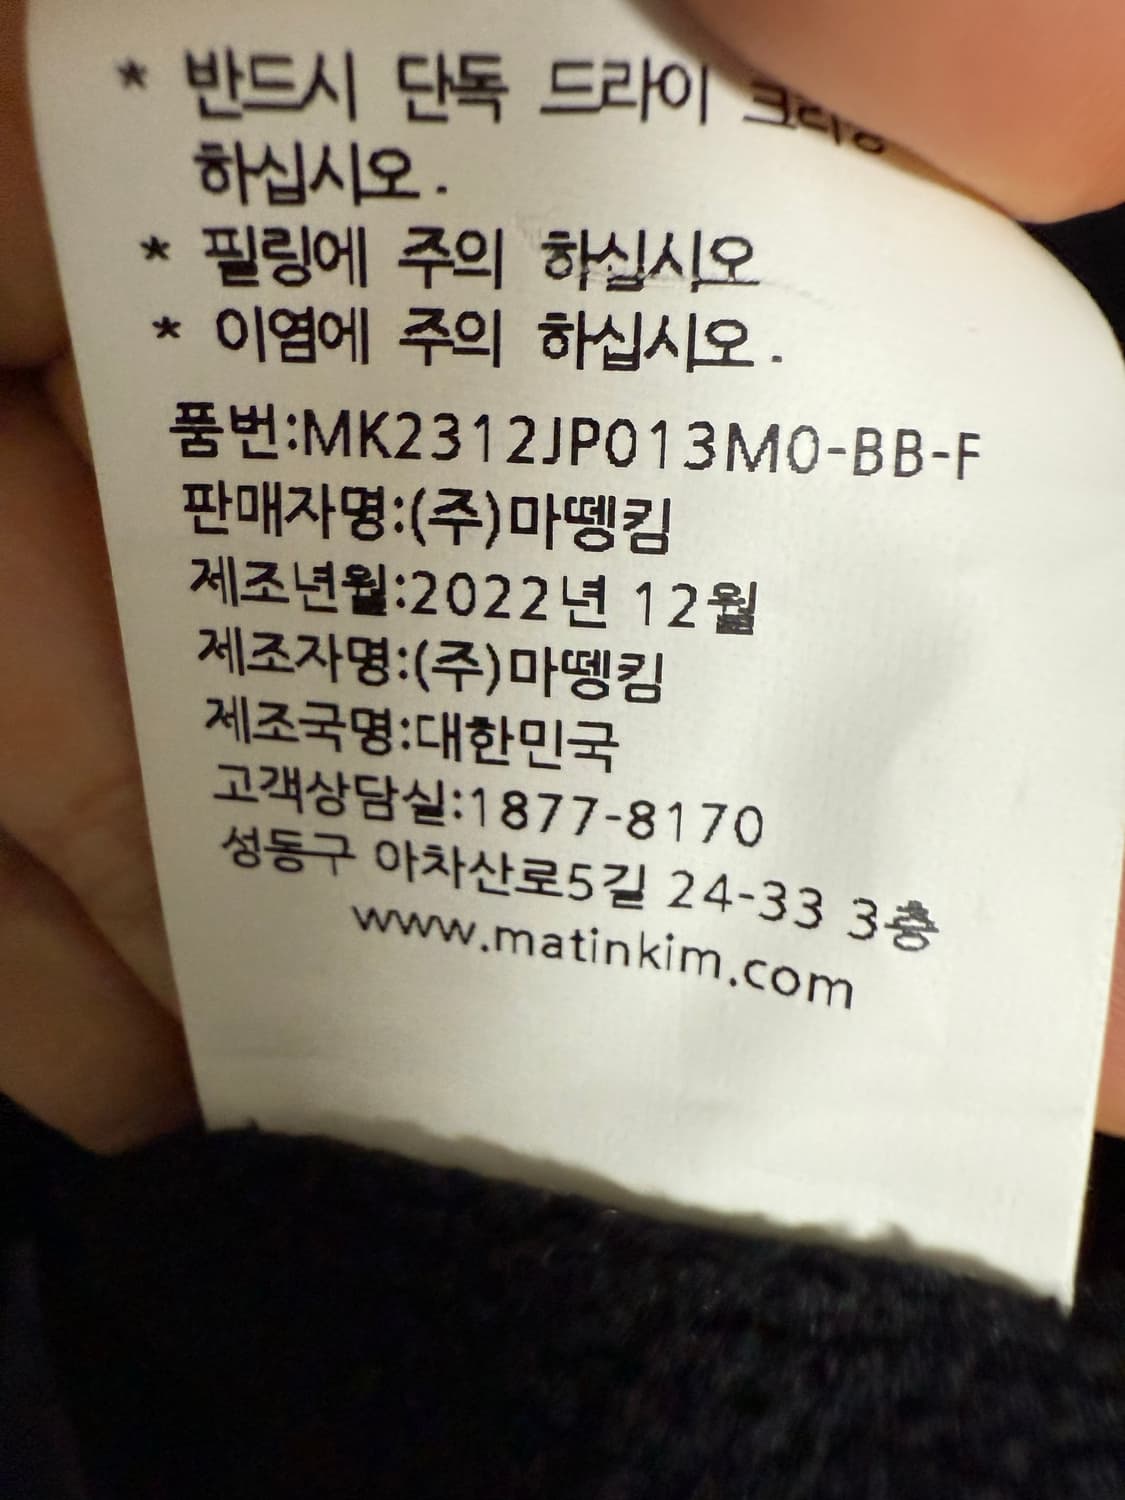 * 반드시 단독 드라이
하십시오.
* 필링에 주의 하십시오
* 이염에 주의 하십시오.
품번:MK2312JP013M0-BB-F
판매자명:(주)마뗑킴
제조년월:2022년 12월
제조자명:(주)마뗑킴
제조국명:대한민국
고객상담실:1877-8170
성동구 아차산로5길 24-33 3층
www.matinkim.com